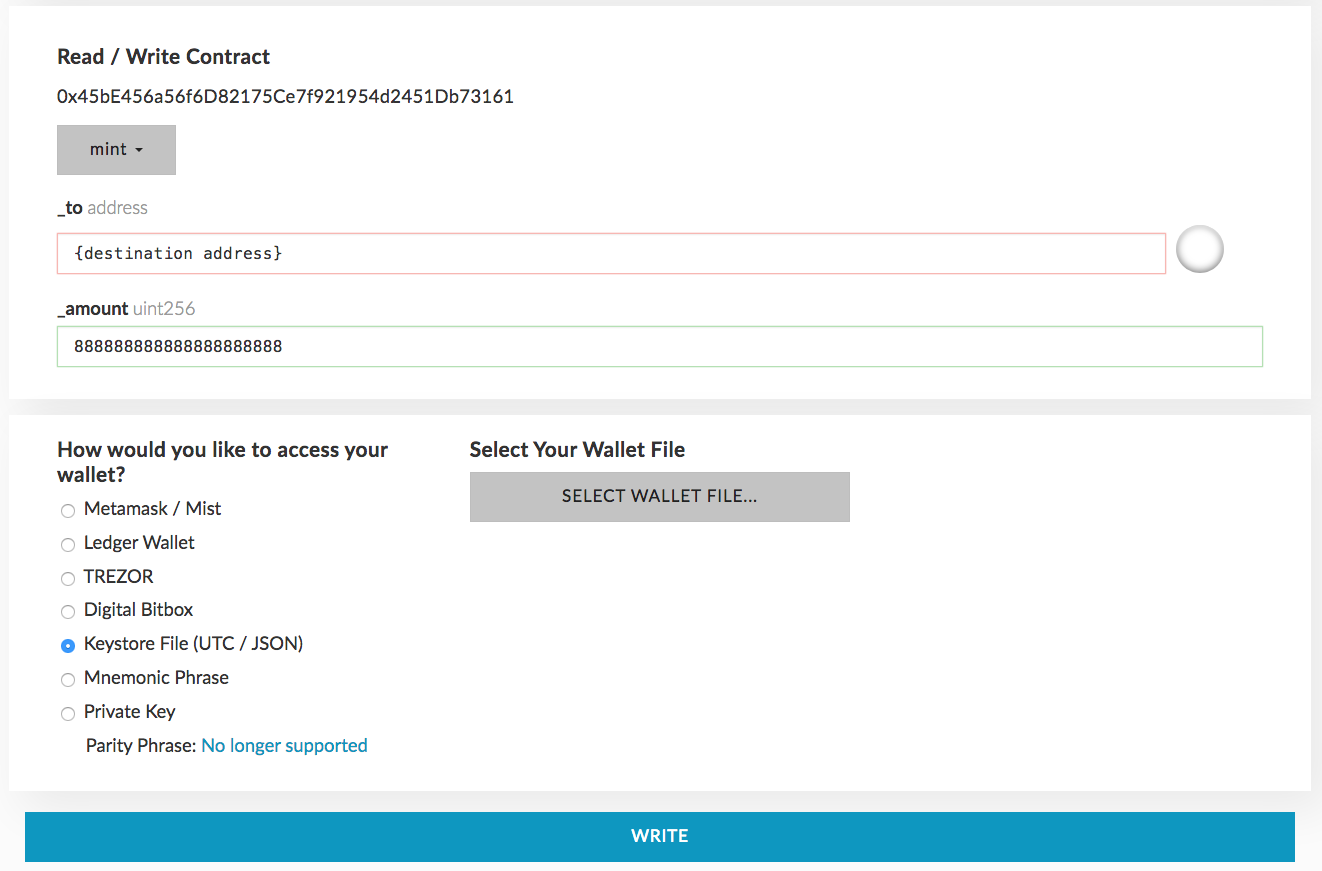 Read / Write Contract
0x45bE456a56f6D82175Ce7f921954d2451Db73161
mint
_to address
{destination address}
_amount uint256
888888888888888888888
How would you like to access your
wallet?
Metamask / Mist
Ledger Wallet
TREZOR
Digital Bitbox
Keystore File (UTC / JSON)
Mnemonic Phrase
Private Key
Parity Phrase: No longer supported
Select Your Wallet File
SELECT WALLET FILE...
WRITE